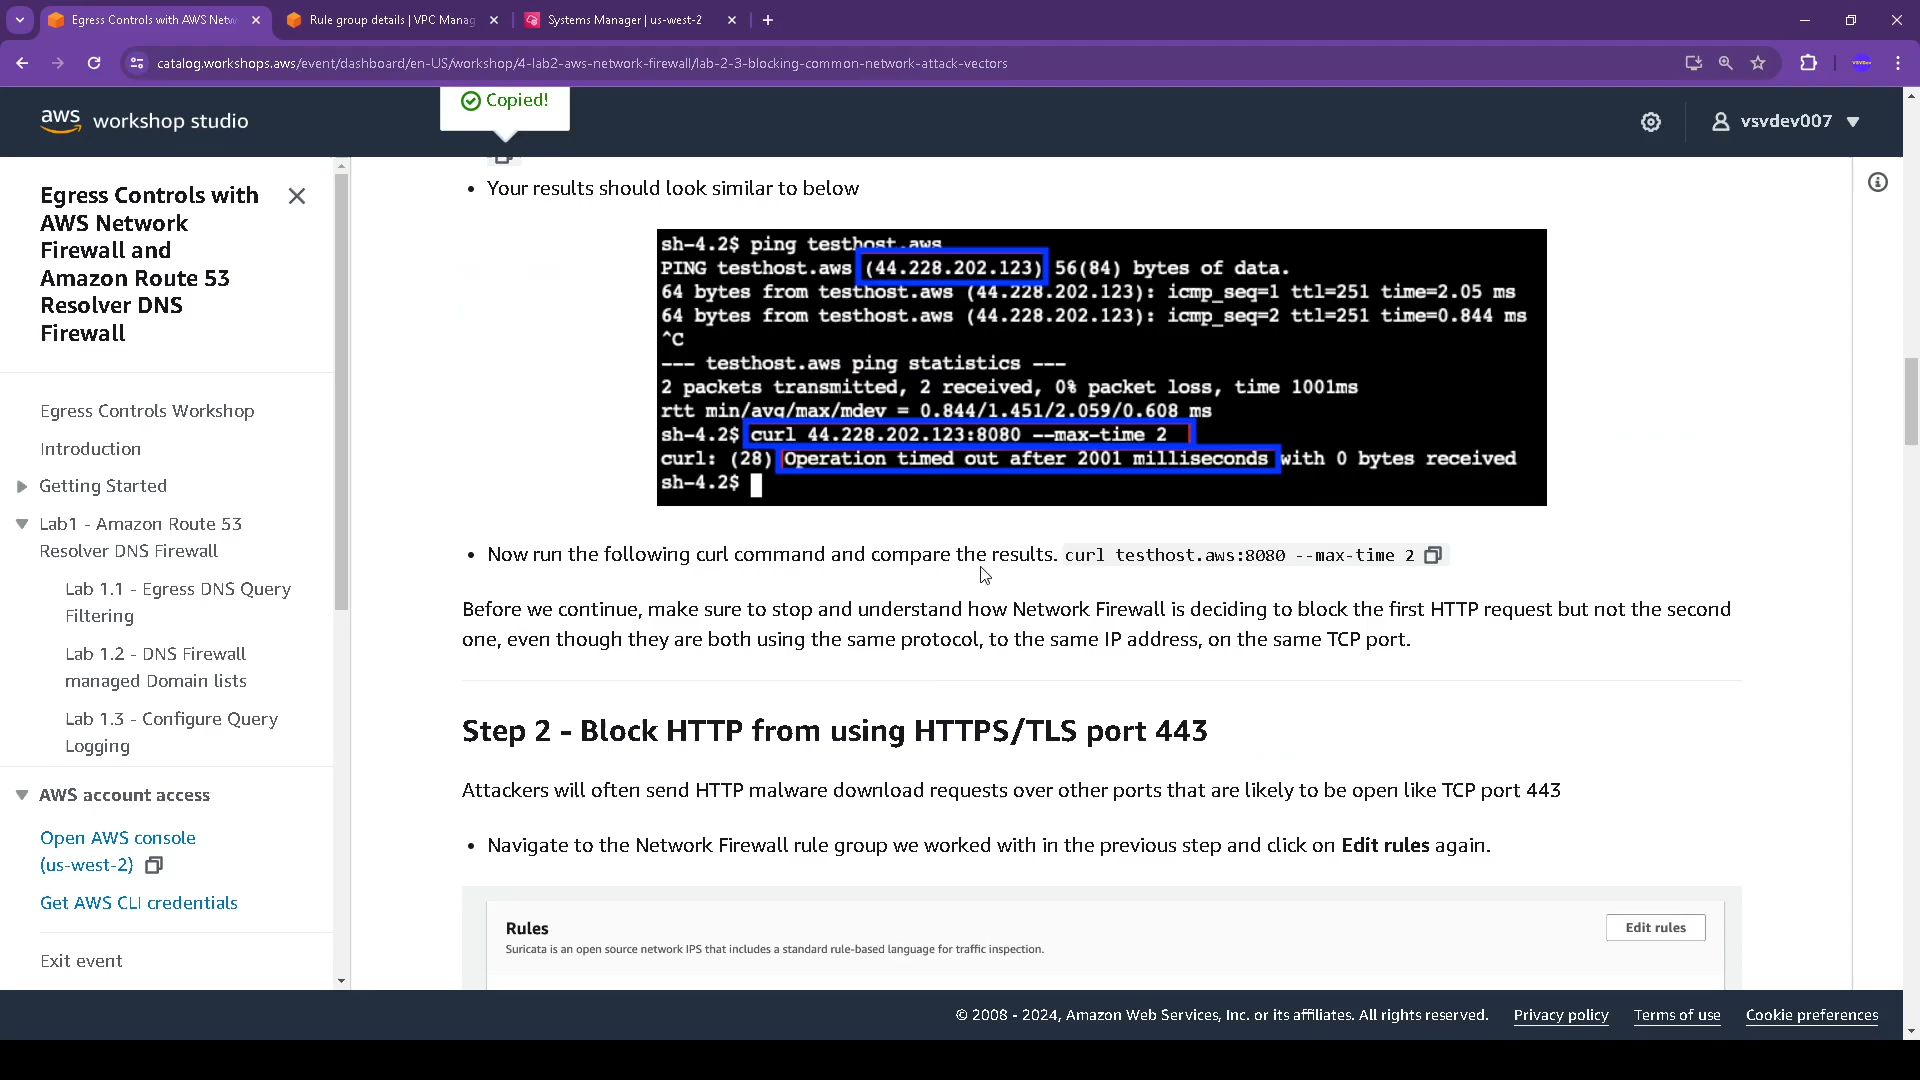 Egress Controls with AWS Netw
Rule group details | VPC Manag
Systems Manager | us-west-2
catalog.workshops.aws/event/dashboard/en-US/workshop/4-lab2-aws-network-firewall/lab-2-3-blocking-common-network-attack-vectors
aws workshop studio
Copied!
vsvdev007
Egress Controls with
AWS Network
Firewall and
Amazon Route 53
Resolver DNS
Firewall
Egress Controls Workshop
Introduction
Getting Started
Lab1 - Amazon Route 53
Resolver DNS Firewall
Lab 1.1 - Egress DNS Query
Filtering
Lab 1.2 - DNS Firewall
managed Domain lists
Lab 1.3 - Configure Query
Logging
AWS account access
Open AWS console
(us-west-2)
Get AWS CLI credentials
Exit event
• Your results should look similar to below
sh-4.2$ ping testhost.aws
PING testhost.aws (44.228.202.123) 56(84) bytes of data.
64 bytes from testhost.aws (44.228.202.123): icmp_seq=1 ttl=251 time=2.05 ms
64 bytes from testhost.aws (44.228.202.123): icmp_seq=2 ttl=251 time=0.844 ms
^C
--- testhost.aws ping statistics ---
2 packets transmitted, 2 received, 0% packet loss, time 1001ms
rtt min/avg/max/mdev = 0.844/1.451/2.059/0.608 ms
sh-4.2$ curl 44.228.202.123:8080 --max-time 2
curl: (28) Operation timed out after 2001 milliseconds with 0 bytes received
sh-4.2$
• Now run the following curl command and compare the results. curl testhost.aws:8080 --max-time 2
Before we continue, make sure to stop and understand how Network Firewall is deciding to block the first HTTP request but not the second
one, even though they are both using the same protocol, to the same IP address, on the same TCP port.
Step 2 - Block HTTP from using HTTPS/TLS port 443
Attackers will often send HTTP malware download requests over other ports that are likely to be open like TCP port 443
• Navigate to the Network Firewall rule group we worked with in the previous step and click on Edit rules again.
Rules
Edit rules
Suricata is an open source network IPS that includes a standard rule-based language for traffic inspection.
© 2008 - 2024, Amazon Web Services, Inc. or its affiliates. All rights reserved.
Privacy policy
Terms of use
Cookie preferences